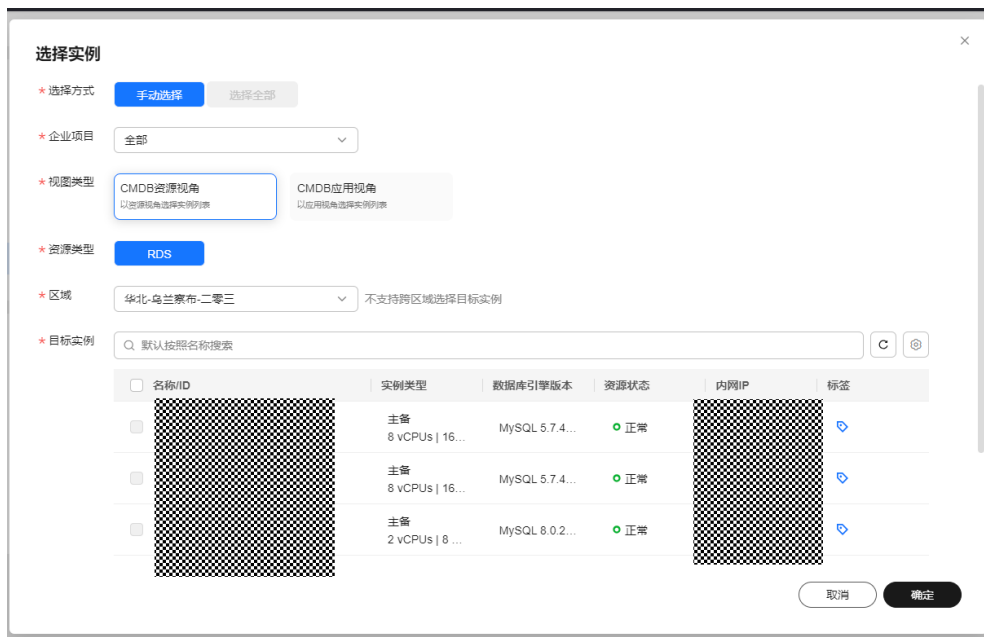 选择实例
* 选择方式 手动选择 选择全部
* 企业项目 全部
* 视图类型 CMDB资源视角 CMDB应用视角
以资源视角选择实例列表 以应用视角选择实例列表
* 资源类型 RDS
* 区域 华北-乌兰察布-二零三 不支持跨区域选择目标实例
* 目标实例 默认按照名称搜索
名称/ID 实例类型 数据库引擎版本 资源状态 内网IP 标签
主备
8 vCPUs | 16... MySQL 5.7.4... 正常
主备
8 vCPUs | 16... MySQL 5.7.4... 正常
主备
2 vCPUs | 8 ... MySQL 8.0.2... 正常
取消 确定